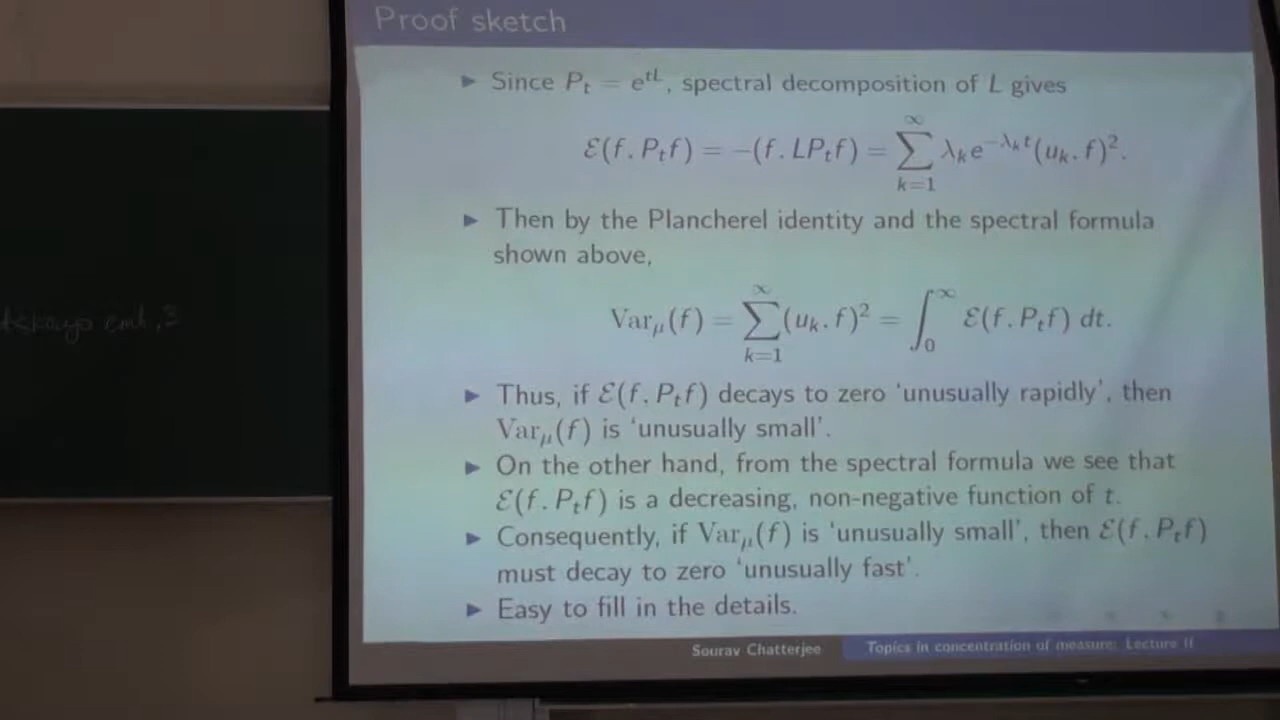 Proof sketch
▶ Since P_t = e^{tL}, spectral decomposition of L gives
ℰ(f, P_t f) = −(f, LP_t f) = ∑_{k=1}^{∞} λ_k e^{−λ_k t}(u_k, f)².
▶ Then by the Plancherel identity and the spectral formula
shown above,
Var_μ(f) = ∑_{k=1}^{∞} (u_k, f)² = ∫_0^∞ ℰ(f, P_t f) dt.
▶ Thus, if ℰ(f, P_t f) decays to zero ‘unusually rapidly’, then
Var_μ(f) is ‘unusually small’.
▶ On the other hand, from the spectral formula we see that
ℰ(f, P_t f) is a decreasing, non-negative function of t.
▶ Consequently, if Var_μ(f) is ‘unusually small’, then ℰ(f, P_t f)
must decay to zero ‘unusually fast’.
▶ Easy to fill in the details.
Sourav Chatterjee Topics in concentration of measure: Lecture II